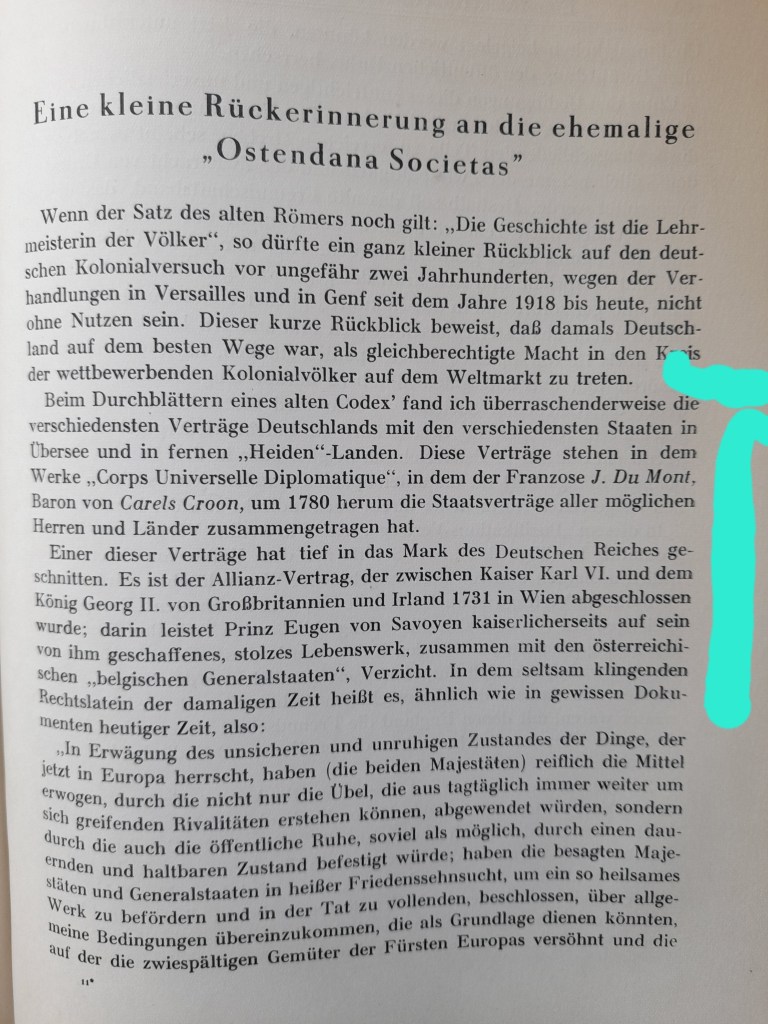 Eine kleine Rückerinnerung an die ehemalige
„Ostendana Societas”
Wenn der Satz des alten Römers noch gilt: „Die Geschichte ist die Lehr-
meisterin der Völker“, so dürfte ein ganz kleiner Rückblick auf den deut-
schen Kolonialversuch vor ungefähr zwei Jahrhunderten, wegen der Ver-
handlungen in Versailles und in Genf seit dem Jahre 1918 bis heute, nicht
ohne Nutzen sein. Dieser kurze Rückblick beweist, daß damals Deutsch-
land auf dem besten Wege war, als gleichberechtigte Macht in den Kreis
der wettbewerbenden Kolonialvölker auf dem Weltmarkt zu treten.
Beim Durchblättern eines alten Codex’ fand ich überraschenderweise die
verschiedensten Verträge Deutschlands mit den verschiedensten Staaten in
Übersee und in fernen „Heiden“-Landen. Diese Verträge stehen in dem
Werke „Corps Universelle Diplomatique“, in dem der Franzose J. Du Mont,
Baron von Carels Croon, um 1780 herum die Staatsverträge aller möglichen
Herren und Länder zusammengetragen hat.
Einer dieser Verträge hat tief in das Mark des Deutschen Reiches ge-
schnitten. Es ist der Allianz-Vertrag, der zwischen Kaiser Karl VI. und dem
König Georg II. von Großbritannien und Irland 1731 in Wien abgeschlossen
wurde; darin leistet Prinz Eugen von Savoyen kaiserlicherseits auf sein
von ihm geschaffenes, stolzes Lebenswerk, zusammen mit den österreichi-
schen „belgischen Generalstaaten“, Verzicht. In dem seltsam klingenden
Rechtslatein der damaligen Zeit heißt es, ähnlich wie in gewissen Doku-
menten heutiger Zeit, also:
„In Erwägung des unsicheren und unruhigen Zustandes der Dinge, der
jetzt in Europa herrscht, haben (die beiden Majestäten) reiflich die Mittel
erwogen, durch die nicht nur die Übel, die aus tagtäglich immer weiter um
sich greifenden Rivalitäten erstehen können, abgewendet würden, sondern
durch die auch die öffentliche Ruhe, soviel als möglich, durch einen dau-
ernden und haltbaren Zustand befestigt würde; haben die besagten Maje-
stäten und Generalstaaten in heißer Friedenssehnsucht, um ein so heilsames
Werk zu befördern und in der Tat zu vollenden, beschlossen, über allge-
meine Bedingungen übereinzukommen, die als Grundlage dienen könnten,
auf der die zwiespältigen Gemüter der Fürsten Europas versöhnt und die
11*